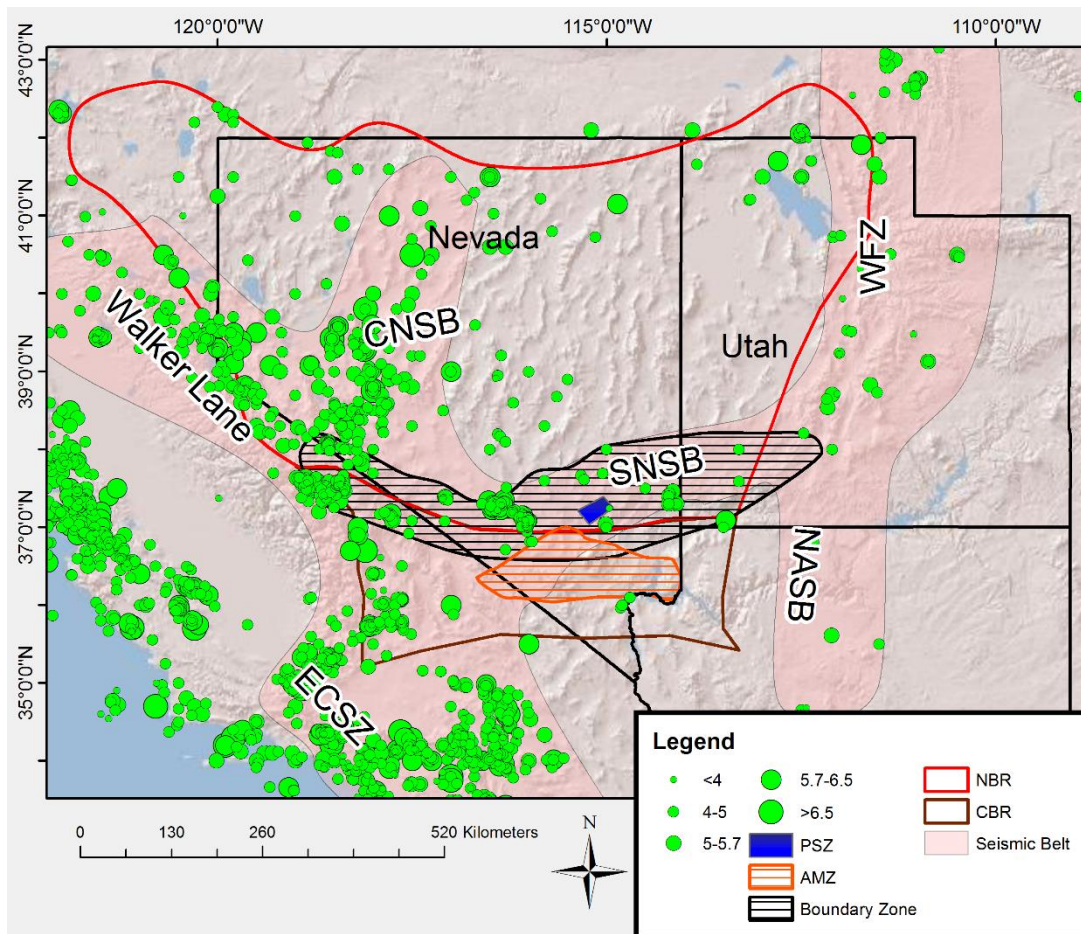 120°0'0"W 115°0'0"W 110°0'0"W
43°0'0"N
41°0'0"N
39°0'0"N
37°0'0"N
35°0'0"N
Nevada
WFZ
CNSB
Walker Lane
Utah
SNSB
NASB
ECSZ
Legend
<4
4-5
5-5.7
5.7-6.5
>6.5
PSZ
AMZ
Boundary Zone
NBR
CBR
Seismic Belt
0 130 260 520 Kilometers
N